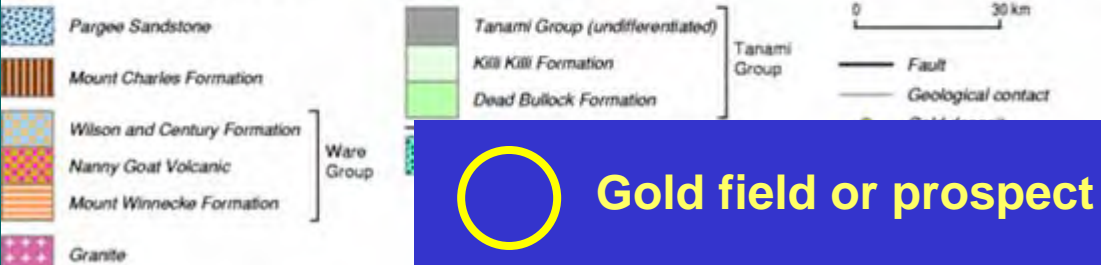 Pargee Sandstone
Mount Charles Formation
Wilson and Century Formation
Nanny Goat Volcanic
Mount Winnecke Formation
Ware
Group
Granite
Tanami Group (undifferentiated)
Killi Killi Formation
Dead Bullock Formation
Tanami
Group
0 30 km
Fault
Geological contact
Gold field or prospect